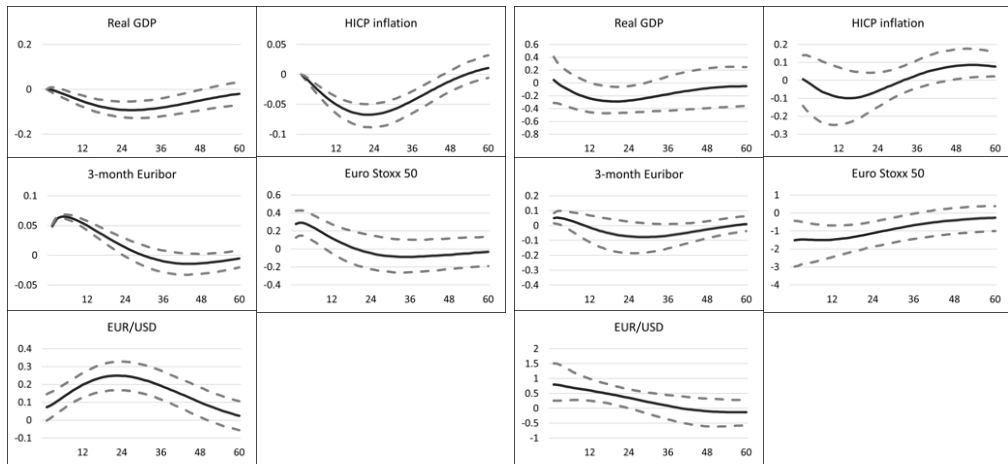 Real GDP
0.2
0
-0.2
12 24 36 48 60
HICP inflation
0.05
0
-0.05
-0.1
12 24 36 48 60
3-month Euribor
0.1
0.05
0
-0.05
12 24 36 48 60
Euro Stoxx 50
0.6
0.4
0.2
0
-0.2
-0.4
12 24 36 48 60
EUR/USD
0.4
0.3
0.2
0.1
0
-0.1
12 24 36 48 60
Real GDP
0.6
0.4
0.2
0
-0.2
-0.4
-0.6
-0.8
12 24 36 48 60
HICP inflation
0.2
0.1
0
-0.1
-0.2
-0.3
12 24 36 48 60
3-month Euribor
0.2
0.1
0
-0.1
-0.2
-0.3
-0.4
12 24 36 48 60
Euro Stoxx 50
1
0
-1
-2
-3
-4
12 24 36 48 60
EUR/USD
2
1.5
1
0.5
0
-0.5
-1
12 24 36 48 60